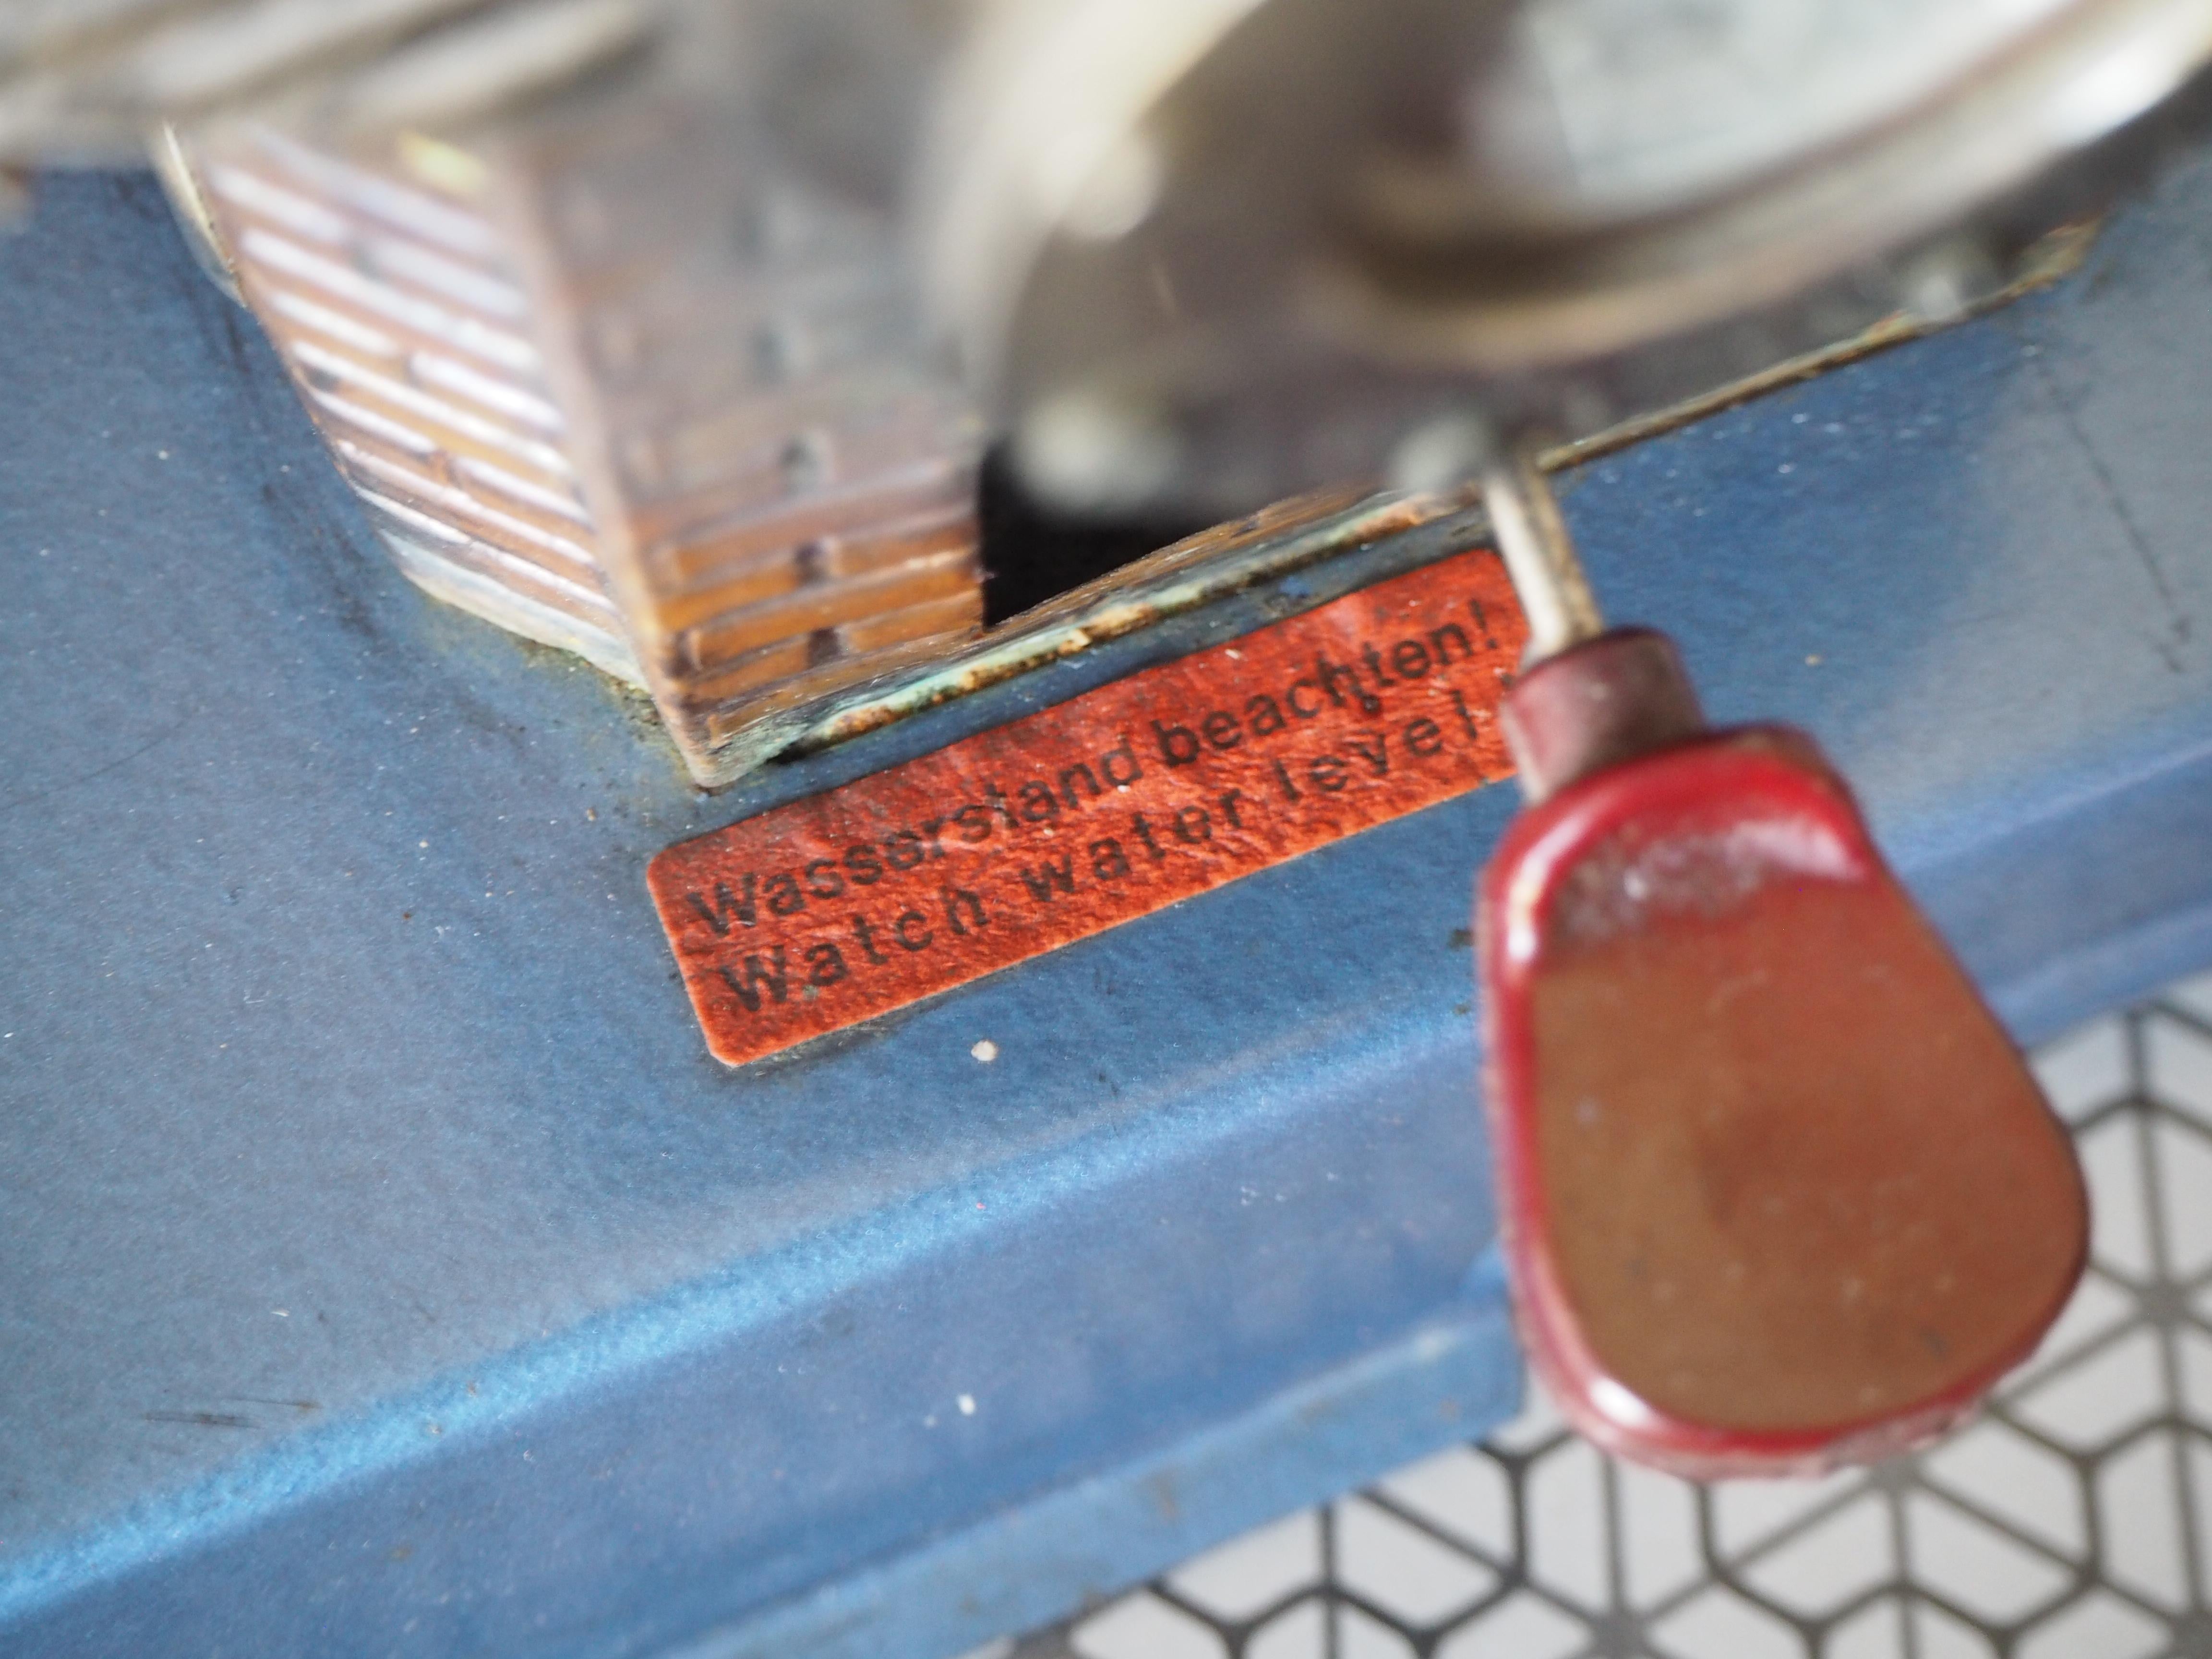 Wasserstand beachten!
Watch water level!